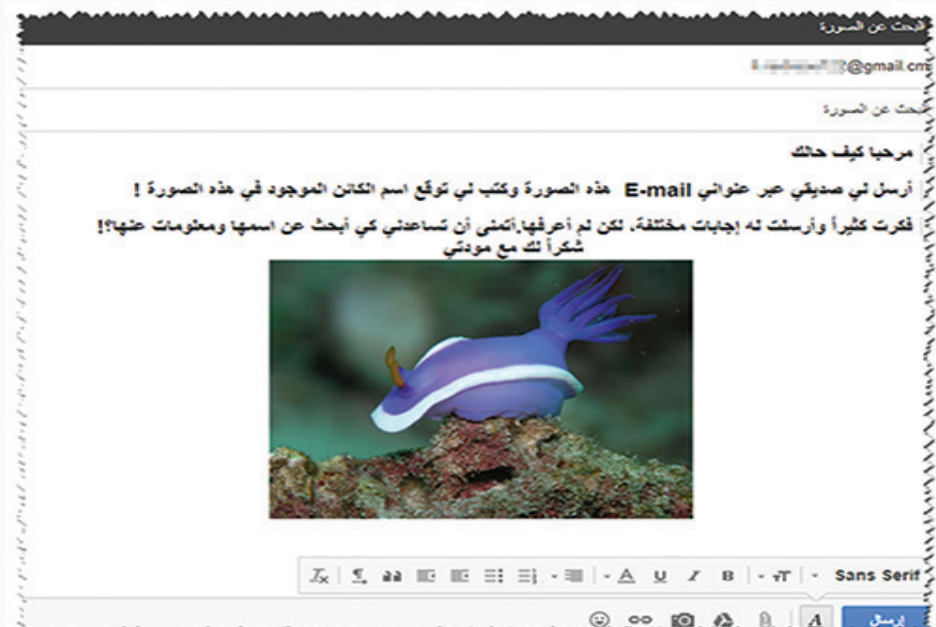 البحث عن الصورة
@gmail.cm
البحث عن الصورة
مرحبا كيف حالك
أرسل لي صديقي عبر عنواني E-mail هذه الصورة وكتب لي توقع اسم الكائن الموجود في هذه الصورة !
فكرت كثيراً وأرسلت له إجابات مختلفة، لكن لم أعرفها.أتمنى أن تساعدني كي أبحث عن اسمها ومعلومات عنها؟!
شكراً لك مع مودتي
Sans Serif
إرسال